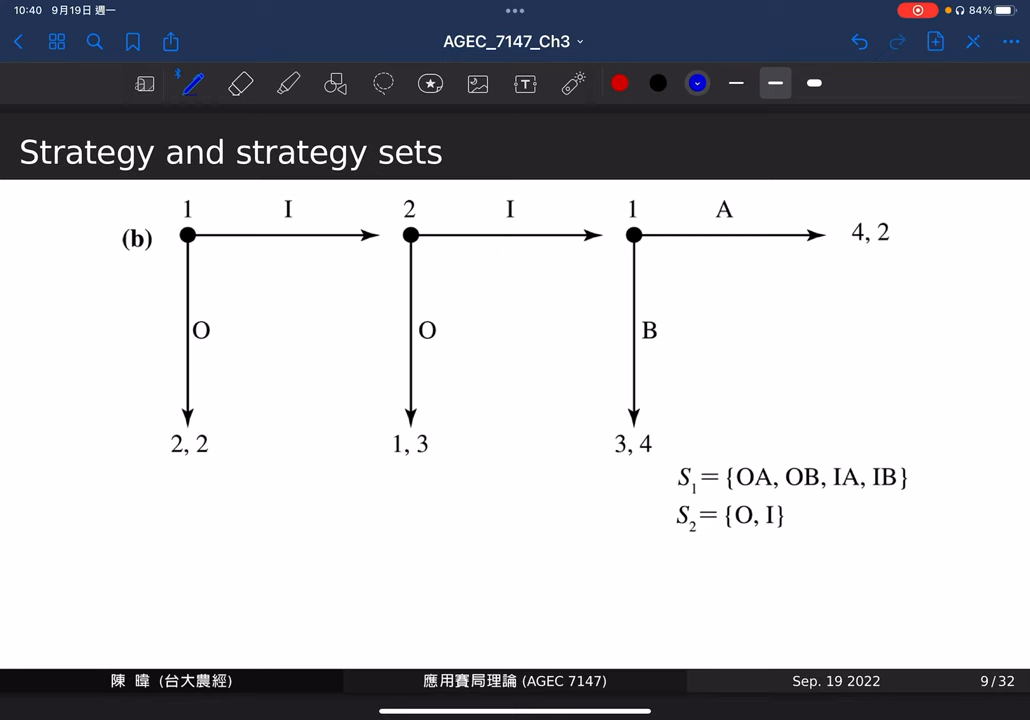 10:40 9月19日 週一 84%
AGEC_7147_Ch3
Strategy and strategy sets
1 I 2 I 1 A
(b) 4, 2
O O B
2, 2 1, 3 3, 4
S1 = {OA, OB, IA, IB}
S2 = {O, I}
陳 暐 (台大農經) 應用賽局理論 (AGEC 7147) Sep. 19 2022 9 / 32